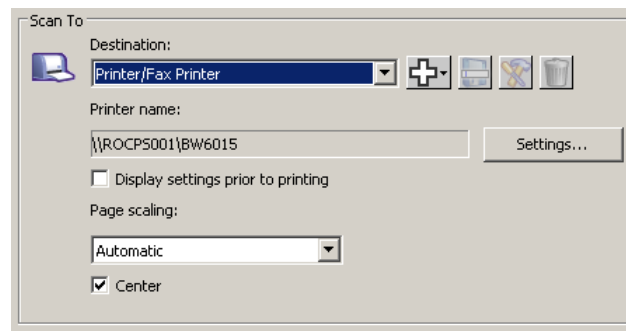 Scan To
Destination:
Printer/Fax Printer
Printer name:
\\ROCPS001\BW6015
Settings...
Display settings prior to printing
Page scaling:
Automatic
Center